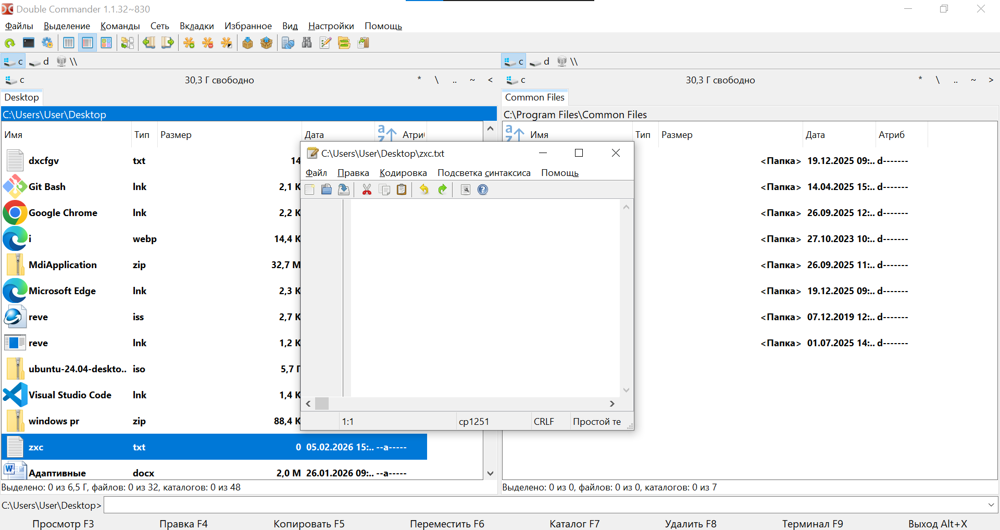 Double Commander 1.1.32~830
Файлы Выделение Команды Сеть Вкладки Избранное Вид Настройки Помощь
c d \\
c d \\
c 30,3 Г свободно * \ .. ~ <
c 30,3 Г свободно * \ .. ~ >
Desktop
Common Files
C:\Users\User\Desktop
C:\Program Files\Common Files
Имя Тип Размер Дата Атри
Имя Тип Размер Дата Атриб
dxcfgv txt 14
Git Bash lnk 2,1 К
Google Chrome lnk 2,2 К
i webp 14,4 К
MdiApplication zip 32,7 М
Microsoft Edge lnk 2,3 К
reve iss 2,7 К
reve lnk 1,2 К
ubuntu-24.04-deskto.. iso 5,7 Г
Visual Studio Code lnk 1,4 К
windows pr zip 88,4 К
zxc txt 0 05.02.2026 15:.. --a-----
Адаптивные docx 2,0 М 26.01.2026 09:.. --a-----
C:\Users\User\Desktop\zxc.txt
Файл Правка Кодировка Подсветка синтаксиса Помощь
1:1 cp1251 CRLF Простой те
<Папка> 19.12.2025 09:.. d-------
<Папка> 14.04.2025 15:.. d-------
<Папка> 26.09.2025 12:.. d-------
<Папка> 27.10.2023 10:.. d-------
<Папка> 26.09.2025 11:.. d-------
<Папка> 19.12.2025 09:.. d-------
<Папка> 07.12.2019 12:.. d-------
<Папка> 01.07.2025 14:.. d-------
Выделено: 0 из 6,5 Г, файлов: 0 из 32, каталогов: 0 из 48
Выделено: 0 из 0, файлов: 0 из 0, каталогов: 0 из 7
C:\Users\User\Desktop>
Просмотр F3 Правка F4 Копировать F5 Переместить F6 Каталог F7 Удалить F8 Терминал F9 Выход Alt+X